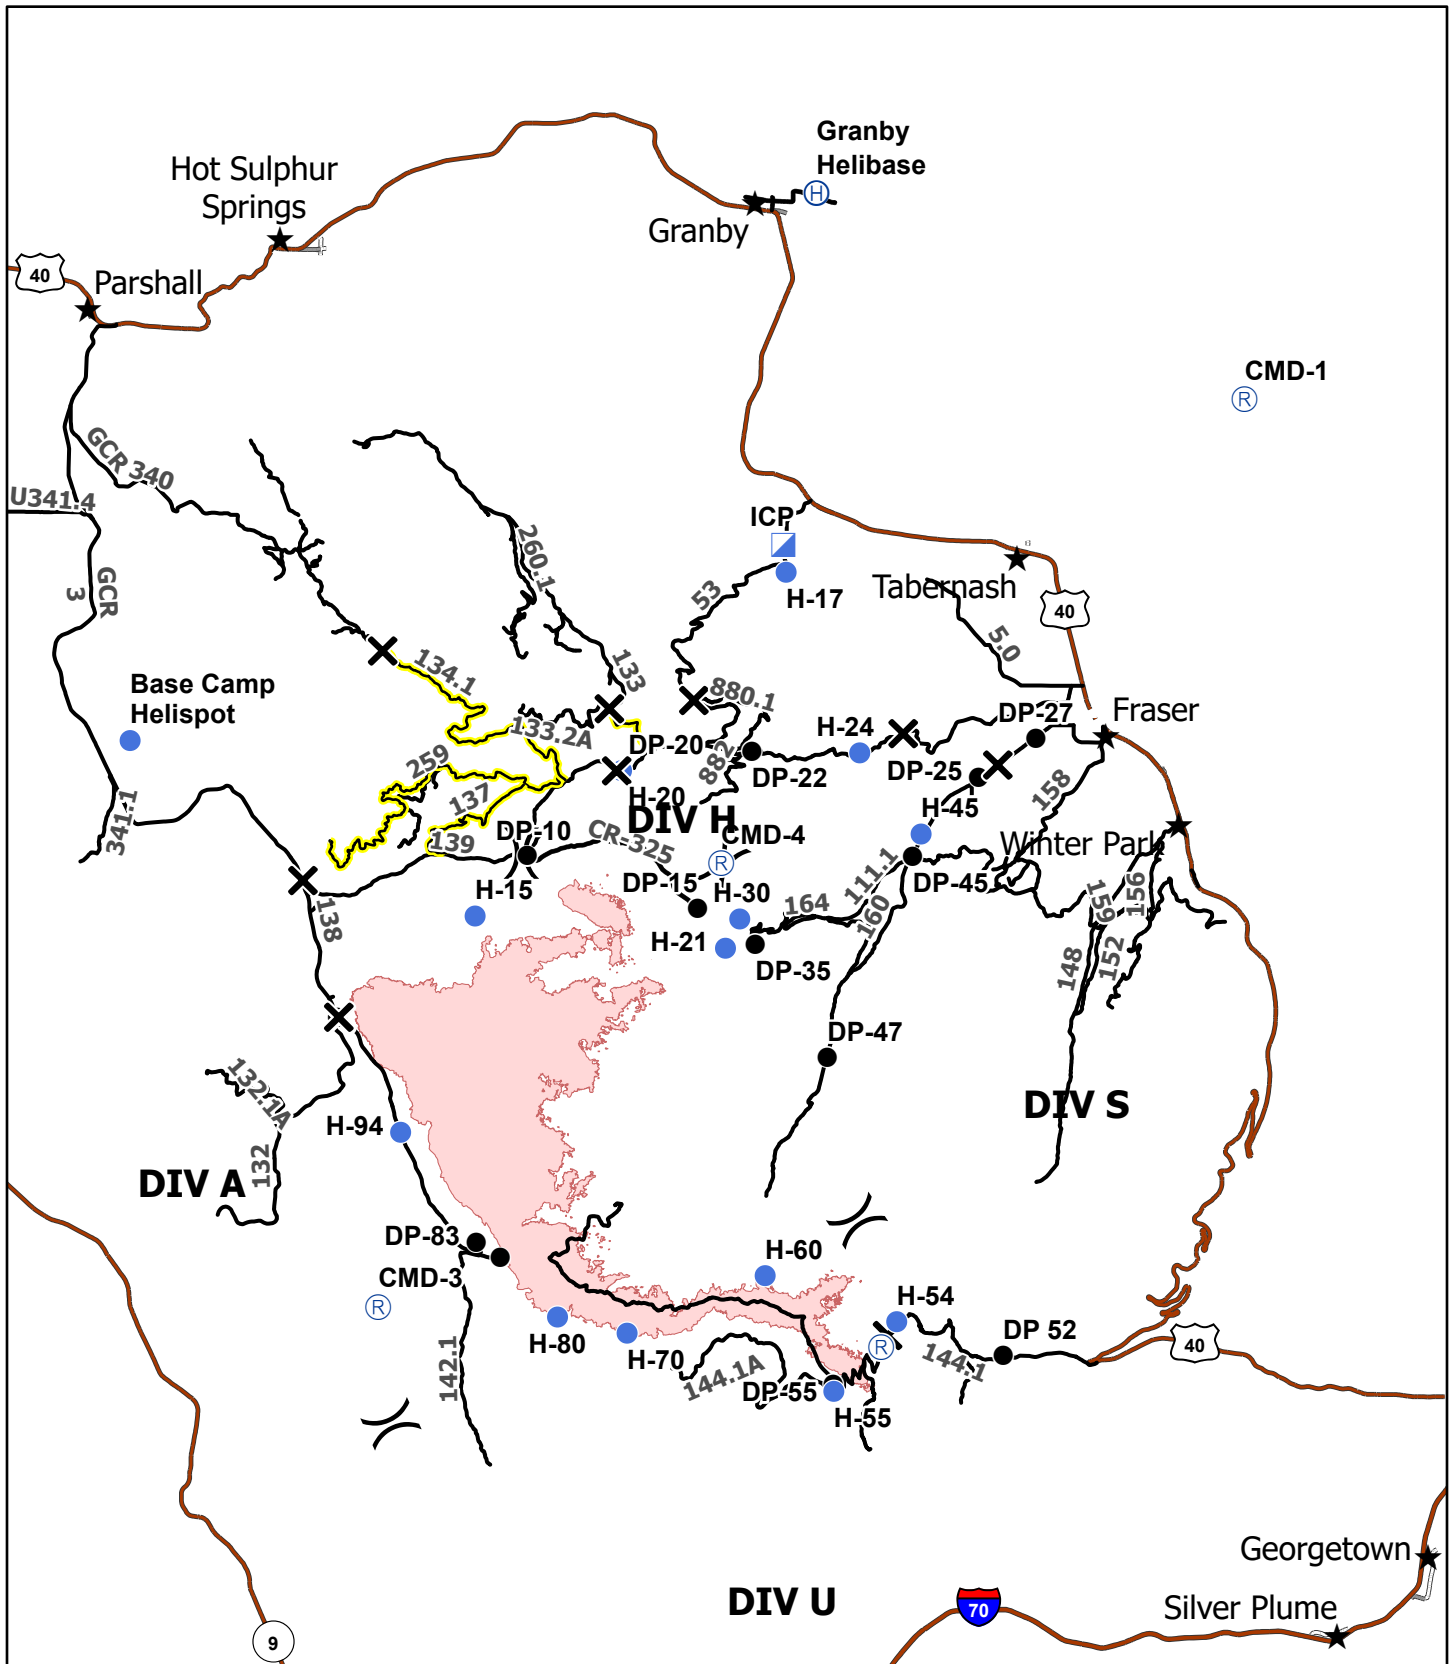 Granby
Helibase
H
Hot Sulphur
Springs
Granby
40
Parshall
CMD-1
R
GCR 340
U341.4
ICP
260.1
Tabernash
GCR
3
53
H-17
40
5.0
133
134.1
880.1
Base Camp
Helispot
133.2A
DP-20
882
DP-22
H-24
DP-27
Fraser
DP-25
259
137
H-20
DIV H
H-45
158
341.1
139
DP-10
CR-325
CMD-4
R
Winter Park
H-15
DP-15
H-30
111.1
DP-45
138
164
160
159
156
H-21
DP-35
148
152
DP-47
132.1A
H-94
DIV S
132
DIV A
DP-83
CMD-3
R
H-60
H-54
142.1
H-80
H-70
R
DP 52
144.1
40
144.1A
DP-55
H-55
Georgetown
DIV U
70
Silver Plume
9